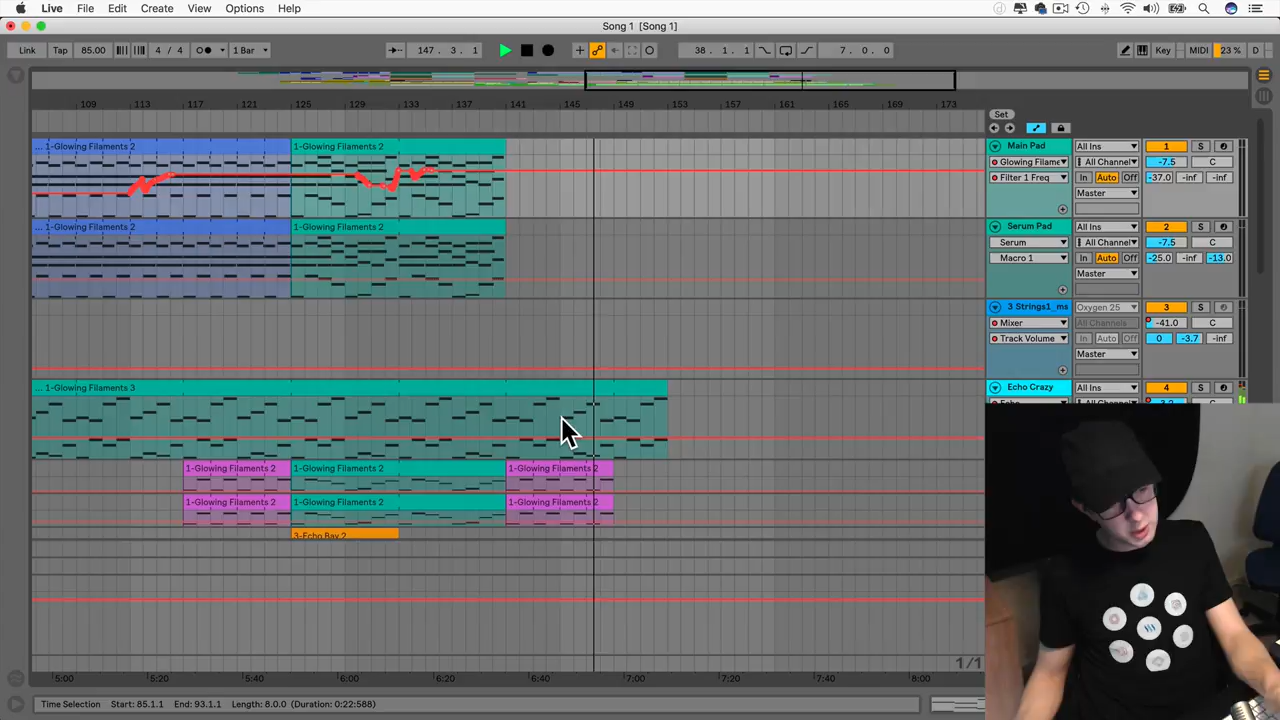 Live File Edit Create View Options Help
Song 1 [Song 1]
Link Tap 85.00 4 / 4 1 Bar 147. 3. 1 38. 1. 1 7. 0. 0 Key MIDI 23 % D
109 113 117 121 125 129 133 137 141 145 149 153 157 161 165 169 173
Set
... 1-Glowing Filaments 2 1-Glowing Filaments 2 Main Pad All Ins 1 S
Glowing Filame All Channel -7.5 C
Filter 1 Freq In Auto Off -37.0 -inf -inf
Master
... 1-Glowing Filaments 2 1-Glowing Filaments 2 Serum Pad All Ins 2 S
Serum All Channel -7.5 C
Macro 1 In Auto Off -25.0 -inf -13.0
Master
3 Strings1_ms Oxygen 25 3 S
Mixer All Channels -41.0 C
Track Volume In Auto Off 0 -3.7 -inf
Master
... 1-Glowing Filaments 3 Echo Crazy All Ins 4 S
1-Glowing Filaments 2 1-Glowing Filaments 2 1-Glowing Filaments 2
1-Glowing Filaments 2 1-Glowing Filaments 2 1-Glowing Filaments 2
3-Echo Bay 2
1/1
5:00 5:20 5:40 6:00 6:20 6:40 7:00 7:20 7:40 8:00
Time Selection Start: 85.1.1 End: 93.1.1 Length: 8.0.0 (Duration: 0:22:588)